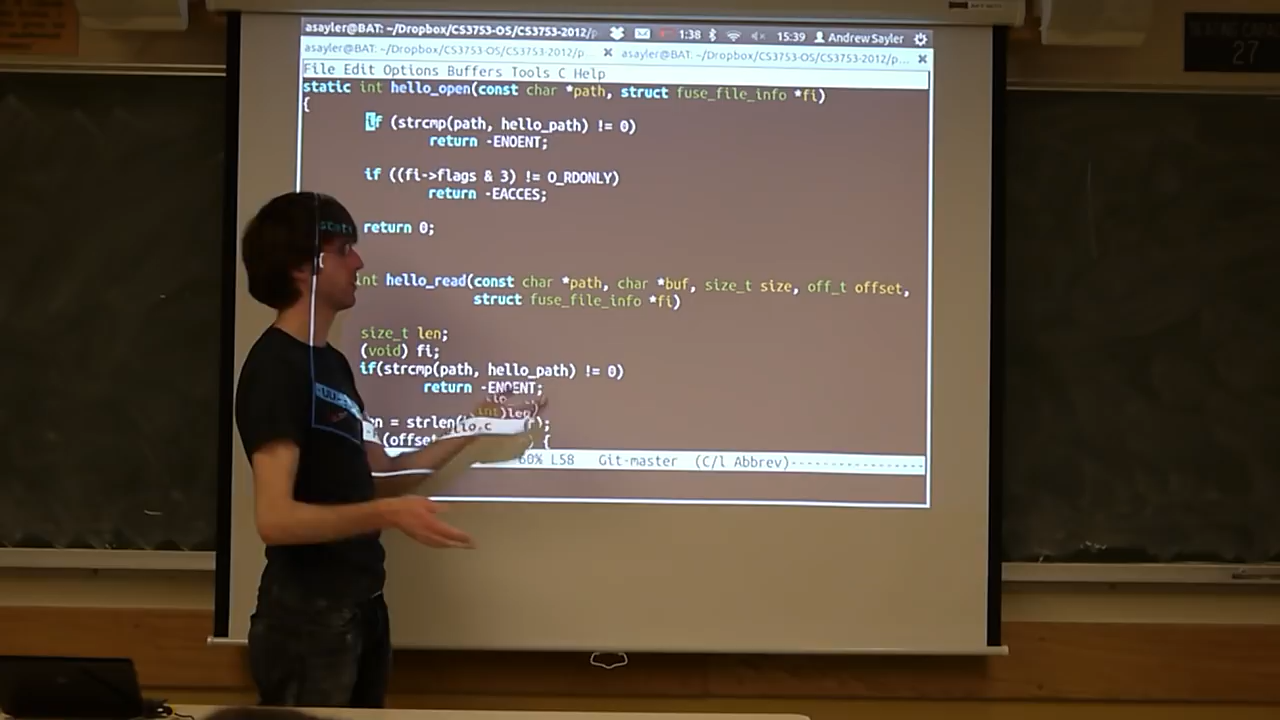 asayler@BAT: ~/Dropbox/CS3753-OS/CS3753-2012/p 1:38 15:39 Andrew Sayler
asayler@BAT: ~/Dropbox/CS3753-OS/CS3753-2012/p... × asayler@BAT: ~/Dropbox/CS3753-OS/CS3753-2012/p... ×
File Edit Options Buffers Tools C Help
static int hello_open(const char *path, struct fuse_file_info *fi)
{
if (strcmp(path, hello_path) != 0)
return -ENOENT;
if ((fi->flags & 3) != O_RDONLY)
return -EACCES;
return 0;
int hello_read(const char *path, char *buf, size_t size, off_t offset,
struct fuse_file_info *fi)
{
size_t len;
(void) fi;
if(strcmp(path, hello_path) != 0)
return -ENOENT;
= strlen(
(offset {
60% L58 Git-master (C/l Abbrev)----------------
27